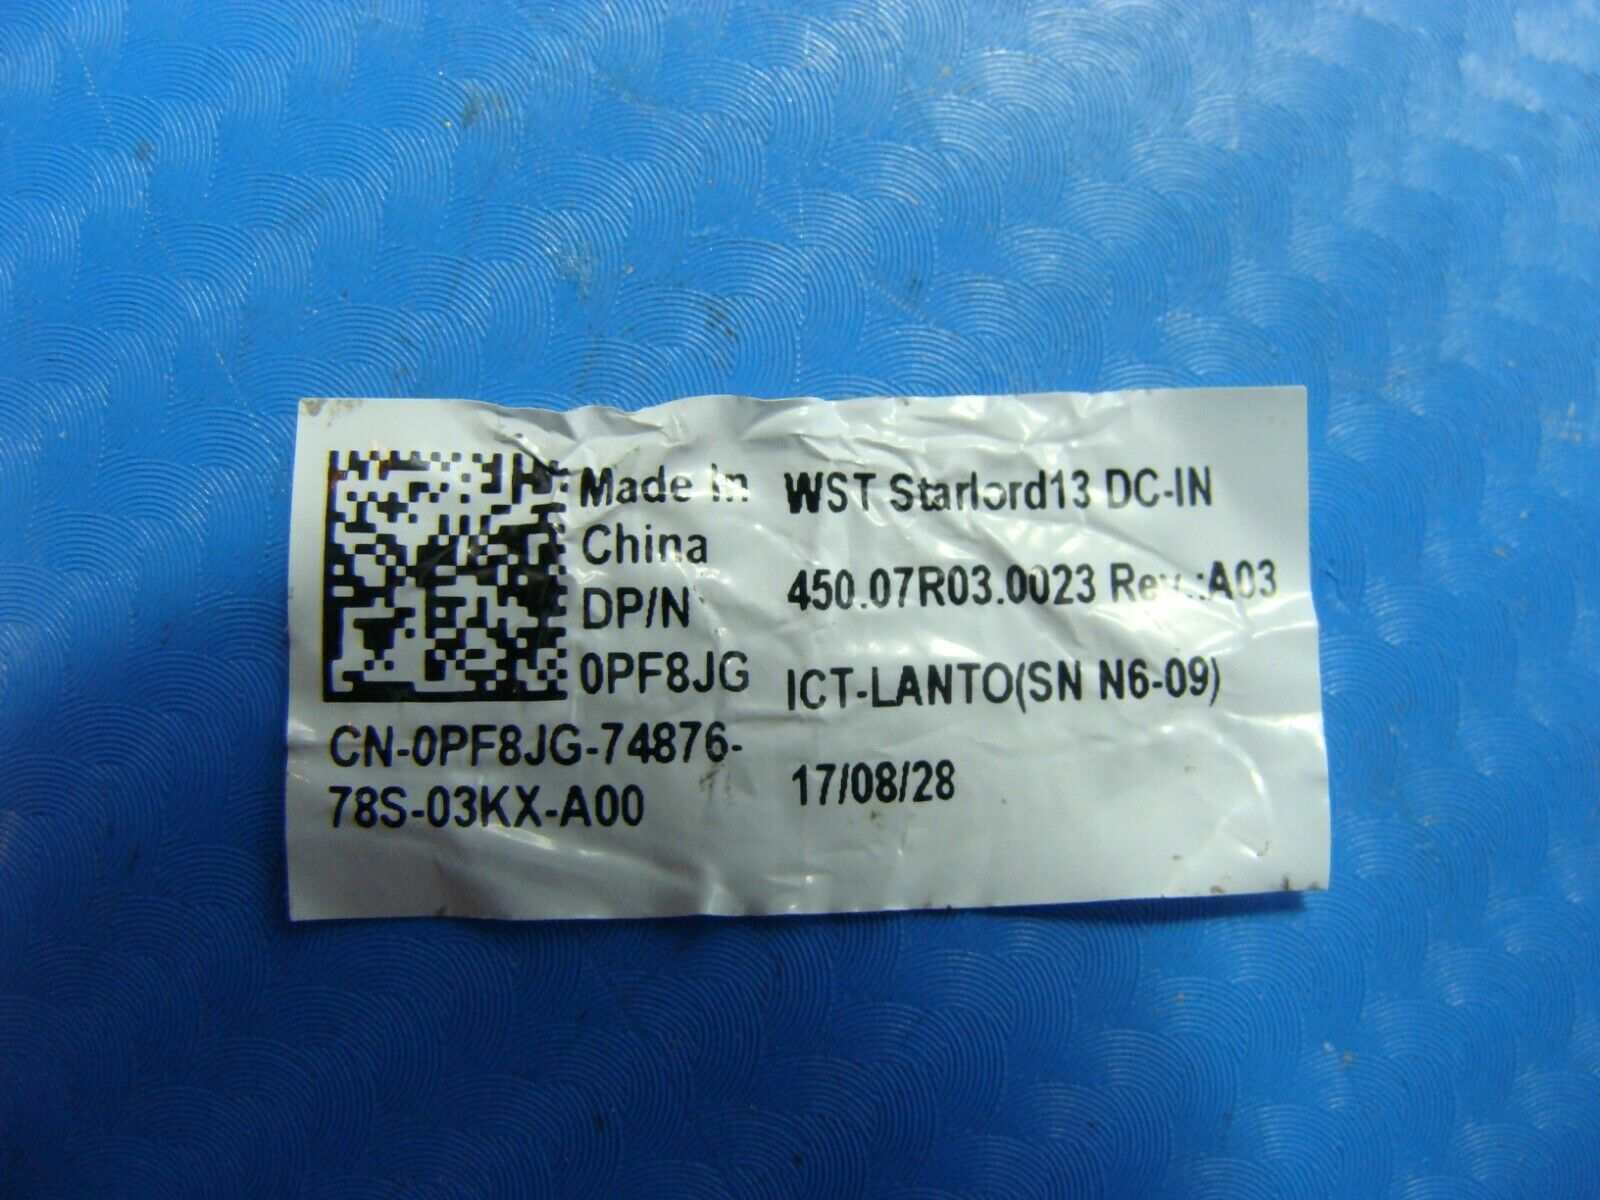 Made In
China
DP/N
0PF8JG
CN-0PF8JG-74876-
78S-03KX-A00
WST Starlord13 DC-IN
450.07R03.0023 Rev.:A03
ICT-LANTO(SN N6-09)
17/08/28